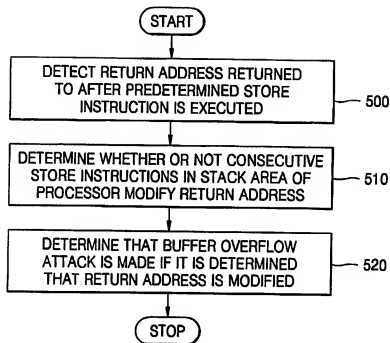 START
DETECT RETURN ADDRESS RETURNED
TO AFTER PREDETERMINED STORE
INSTRUCTION IS EXECUTED
500
DETERMINE WHETHER OR NOT CONSECUTIVE
STORE INSTRUCTIONS IN STACK AREA OF
PROCESSOR MODIFY RETURN ADDRESS
510
DETERMINE THAT BUFFER OVERFLOW
ATTACK IS MADE IF IT IS DETERMINED
THAT RETURN ADDRESS IS MODIFIED
520
STOP